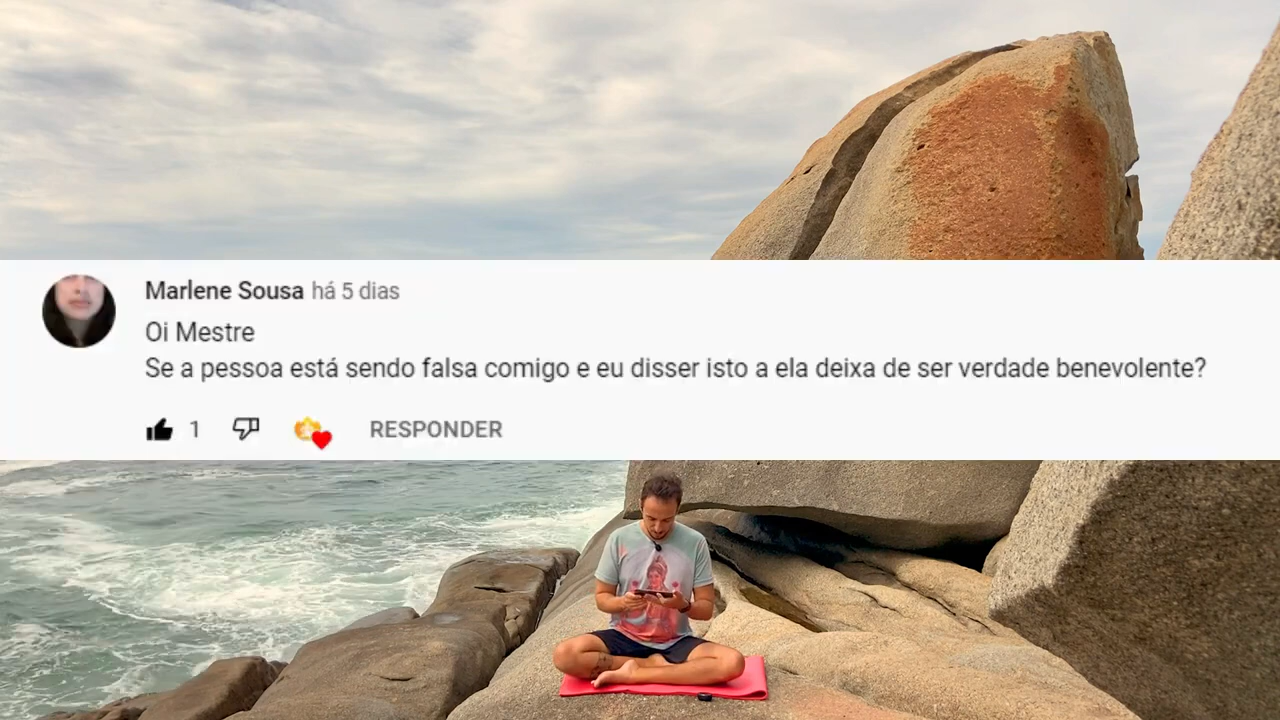 Marlene Sousa há 5 dias
Oi Mestre
Se a pessoa está sendo falsa comigo e eu disser isto a ela deixa de ser verdade benevolente?
1 RESPONDER